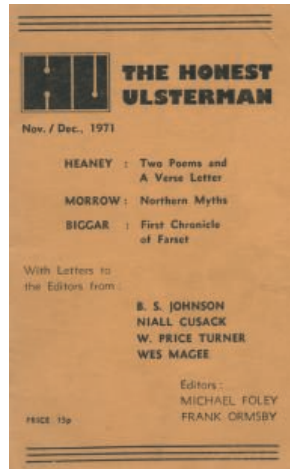 HU THE HONEST
ULSTERMAN
Nov. / Dec., 1971
HEANEY : Two Poems and
A Verse Letter
MORROW : Northern Myths
BIGGAR : First Chronicle
of Farset
With Letters to
the Editors from :
B. S. JOHNSON
NIALL CUSACK
W. PRICE TURNER
WES MAGEE
Editors :
MICHAEL FOLEY
FRANK ORMSBY
PRICE 15p